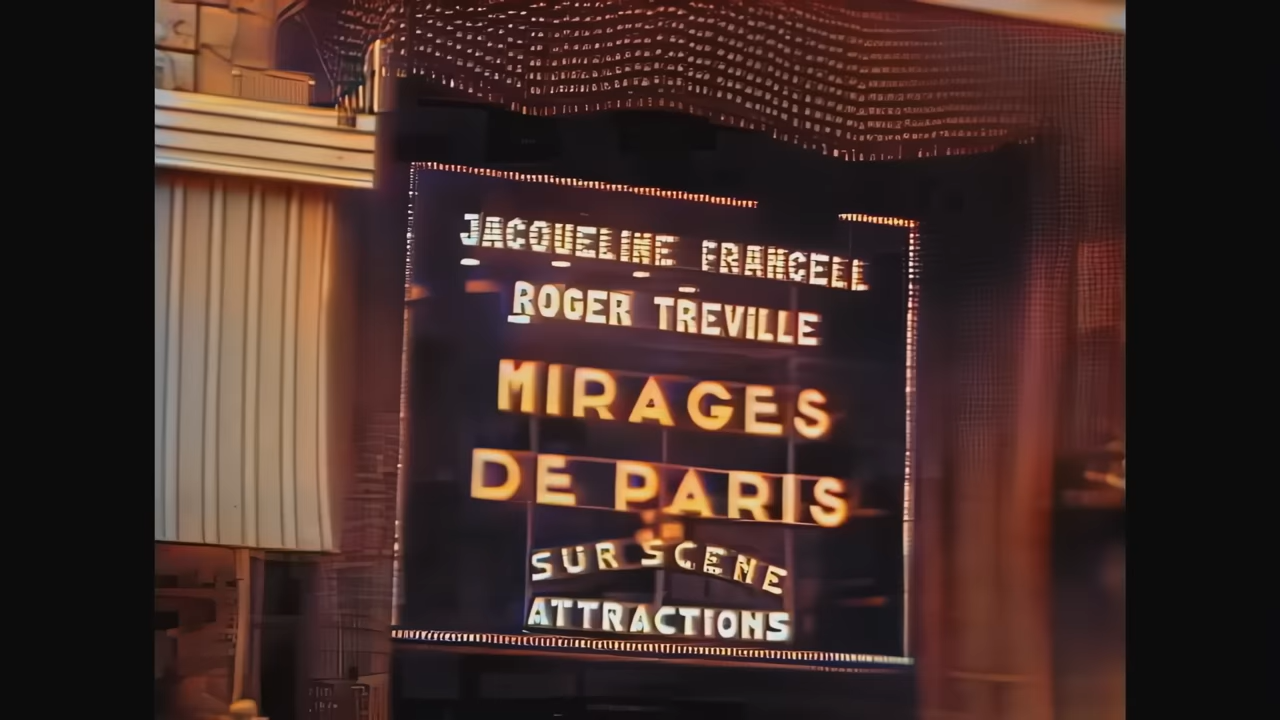 JACQUELINE FRANCELL
ROGER TREViLLE
MIRAGES
DE PARIS
SUR SCENE
ATTRACTiONS